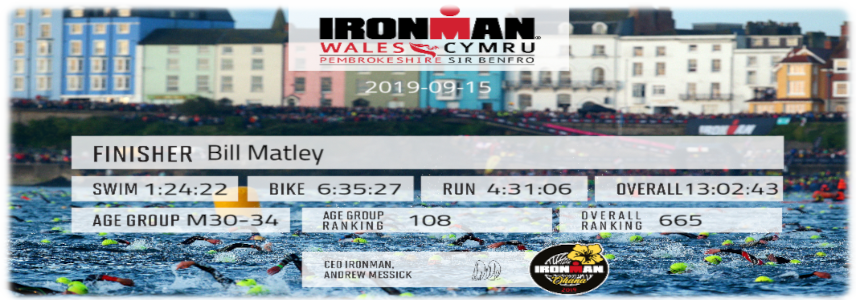 IRONMAN
WALES CYMRU
PEMBROKESHIRE SIR BENFRO
2019-09-15
IRONMAN
FINISHER Bill Matley
SWIM 1:24:22 BIKE 6:35:27 RUN 4:31:06 OVERALL 13:02:43
AGE GROUP M30-34 AGE GROUP RANKING 108 OVERALL RANKING 665
CEO IRONMAN,
ANDREW MESSICK
IRONMAN
Ohana